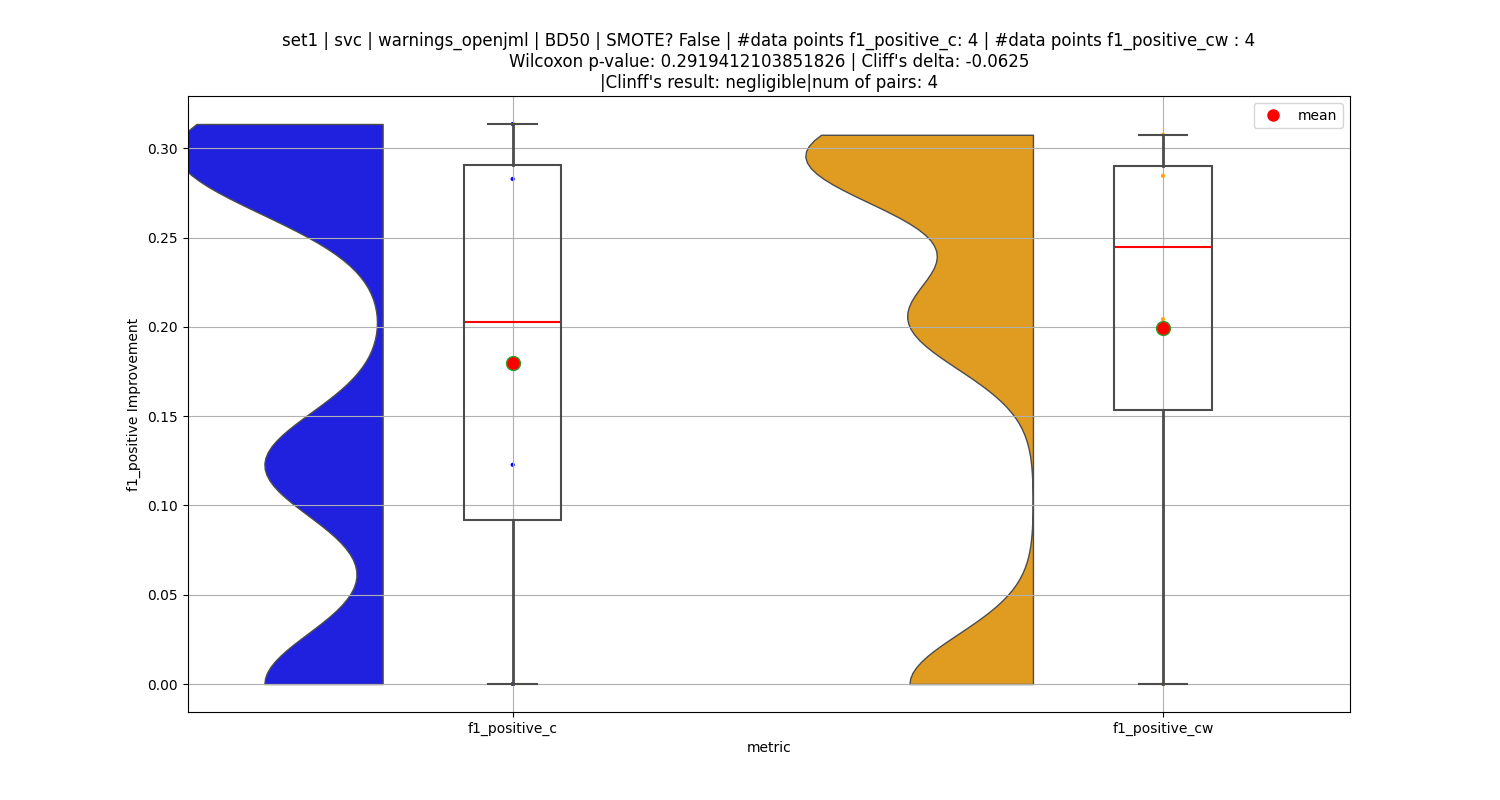 set1 | svc | warnings_openjml | BD50 | SMOTE? False | #data points f1_positive_c: 4 | #data points f1_positive_cw : 4
Wilcoxon p-value: 0.2919412103851826 | Cliff's delta: -0.0625
|Clinff's result: negligible|num of pairs: 4
mean
0.30
0.25
0.20
0.15
0.10
0.05
0.00
f1_positive Improvement
f1_positive_c
f1_positive_cw
metric